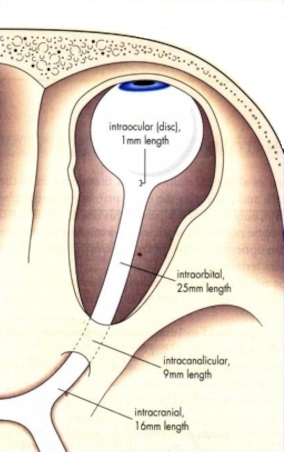 intraocular (disc),
1mm length
intraorbital,
25mm length
intracanalicular,
9mm length
intracranial,
16mm length